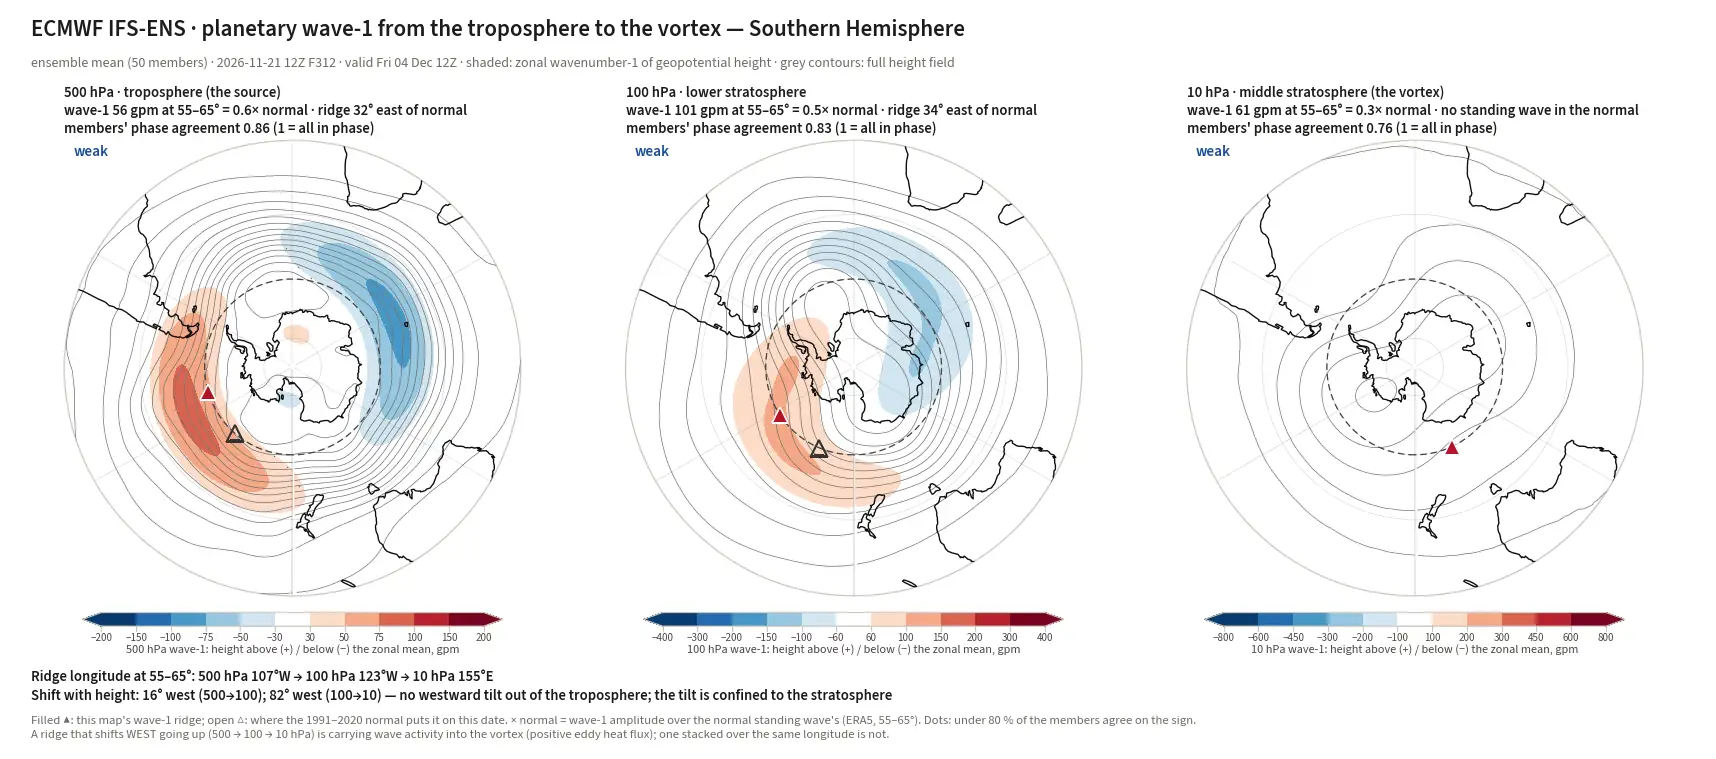 ECMWF IFS-ENS · planetary wave-1 from the troposphere to the vortex — Southern Hemisphere
ensemble mean (50 members) · 2026-11-21 12Z F312 · valid Fri 04 Dec 12Z · shaded: zonal wavenumber-1 of geopotential height · grey contours: full height field
500 hPa · troposphere (the source)
wave-1 56 gpm at 55–65° = 0.6× normal · ridge 32° east of normal
members' phase agreement 0.86 (1 = all in phase)
weak
100 hPa · lower stratosphere
wave-1 101 gpm at 55–65° = 0.5× normal · ridge 34° east of normal
members' phase agreement 0.83 (1 = all in phase)
weak
10 hPa · middle stratosphere (the vortex)
wave-1 61 gpm at 55–65° = 0.3× normal · no standing wave in the normal
members' phase agreement 0.76 (1 = all in phase)
weak
−200 −150 −100 −75 −50 −30 30 50 75 100 150 200
500 hPa wave-1: height above (+) / below (−) the zonal mean, gpm
−400 −300 −200 −150 −100 −60 60 100 150 200 300 400
100 hPa wave-1: height above (+) / below (−) the zonal mean, gpm
−800 −600 −450 −300 −200 −100 100 200 300 450 600 800
10 hPa wave-1: height above (+) / below (−) the zonal mean, gpm
Ridge longitude at 55–65°: 500 hPa 107°W → 100 hPa 123°W → 10 hPa 155°E
Shift with height: 16° west (500→100); 82° west (100→10) — no westward tilt out of the troposphere; the tilt is confined to the stratosphere
Filled ▲: this map's wave-1 ridge; open △: where the 1991–2020 normal puts it on this date. × normal = wave-1 amplitude over the normal standing wave's (ERA5, 55–65°). Dots: under 80 % of the members agree on the sign.
A ridge that shifts WEST going up (500 → 100 → 10 hPa) is carrying wave activity into the vortex (positive eddy heat flux); one stacked over the same longitude is not.